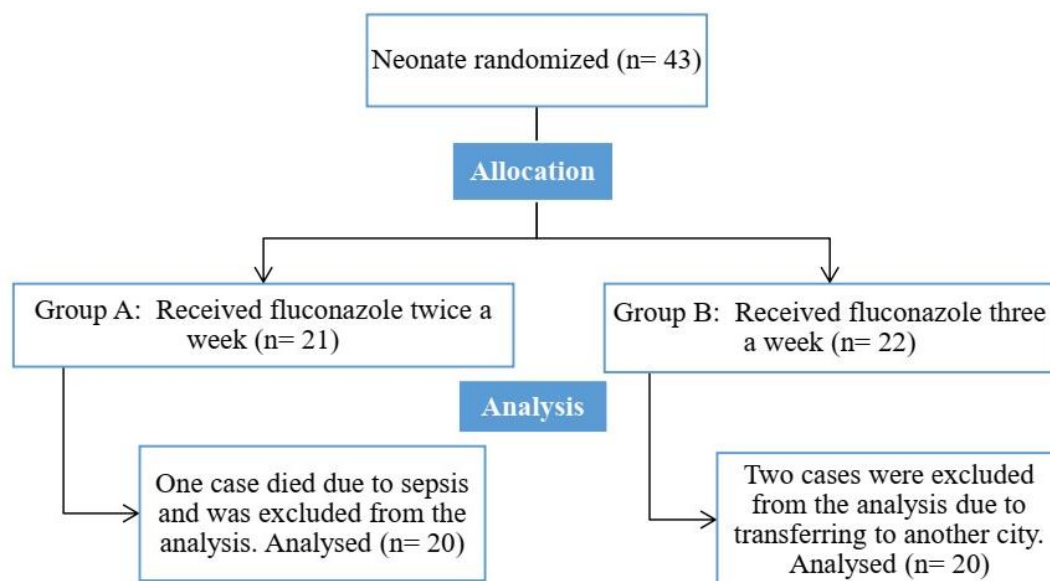 Neonate randomized (n= 43)
Allocation
Group A:  Received fluconazole twice a
week (n= 21)
Group B:  Received fluconazole three
a week (n= 22)
Analysis
One case died due to sepsis
and was excluded from the
analysis. Analysed (n= 20)
Two cases were excluded
from the analysis due to
transferring to another city.
Analysed (n= 20)